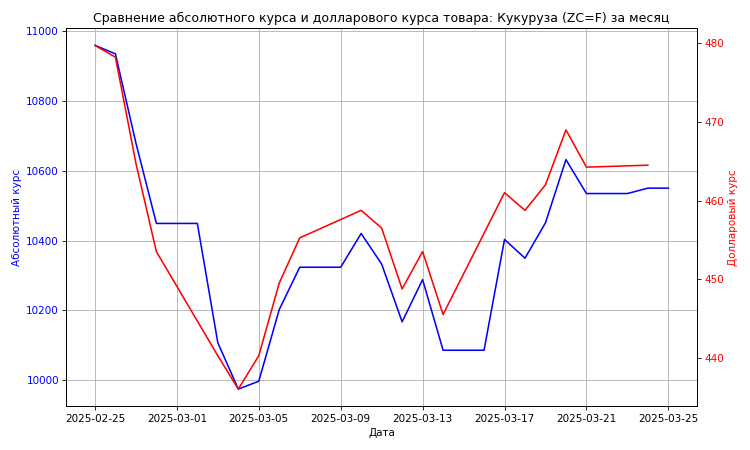 Сравнение абсолютного курса и долларового курса товара: Кукуруза (ZC=F) за месяц
11000
10800
10600
10400
10200
10000
Абсолютный курс
480
470
460
450
440
Долларовый курс
2025-02-25 2025-03-01 2025-03-05 2025-03-09 2025-03-13 2025-03-17 2025-03-21 2025-03-25
Дата